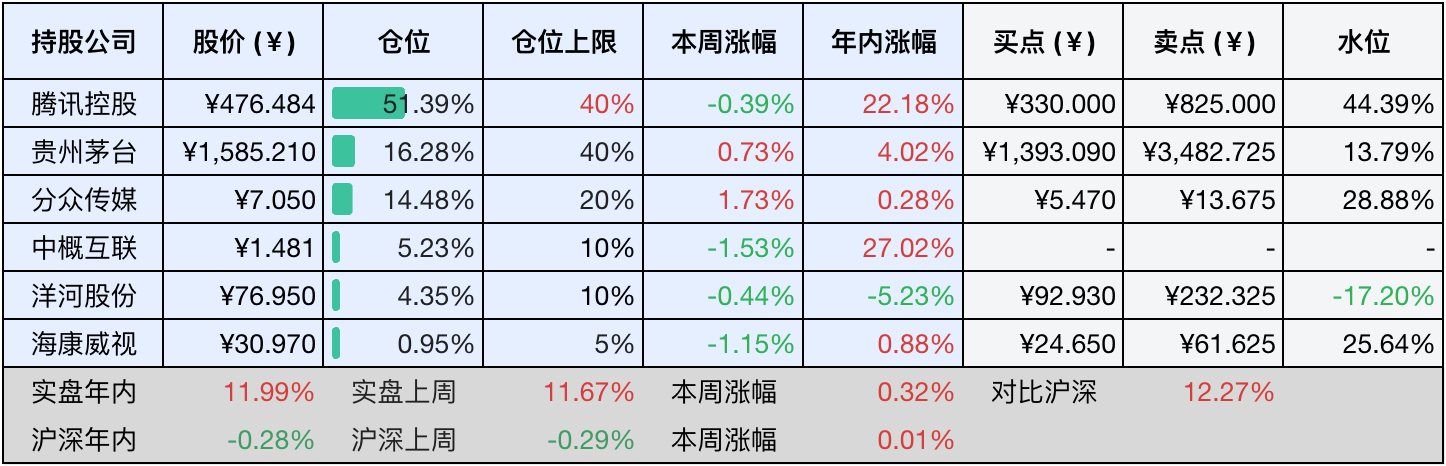 持股公司 股价 (¥) 仓位 仓位上限 本周涨幅 年内涨幅 买点 (¥) 卖点 (¥) 水位
腾讯控股 ¥476.484 51.39% 40% -0.39% 22.18% ¥330.000 ¥825.000 44.39%
贵州茅台 ¥1,585.210 16.28% 40% 0.73% 4.02% ¥1,393.090 ¥3,482.725 13.79%
分众传媒 ¥7.050 14.48% 20% 1.73% 0.28% ¥5.470 ¥13.675 28.88%
中概互联 ¥1.481 5.23% 10% -1.53% 27.02% - - -
洋河股份 ¥76.950 4.35% 10% -0.44% -5.23% ¥92.930 ¥232.325 -17.20%
海康威视 ¥30.970 0.95% 5% -1.15% 0.88% ¥24.650 ¥61.625 25.64%
实盘年内 11.99% 实盘上周 11.67% 本周涨幅 0.32% 对比沪深 12.27%
沪深年内 -0.28% 沪深上周 -0.29% 本周涨幅 0.01%